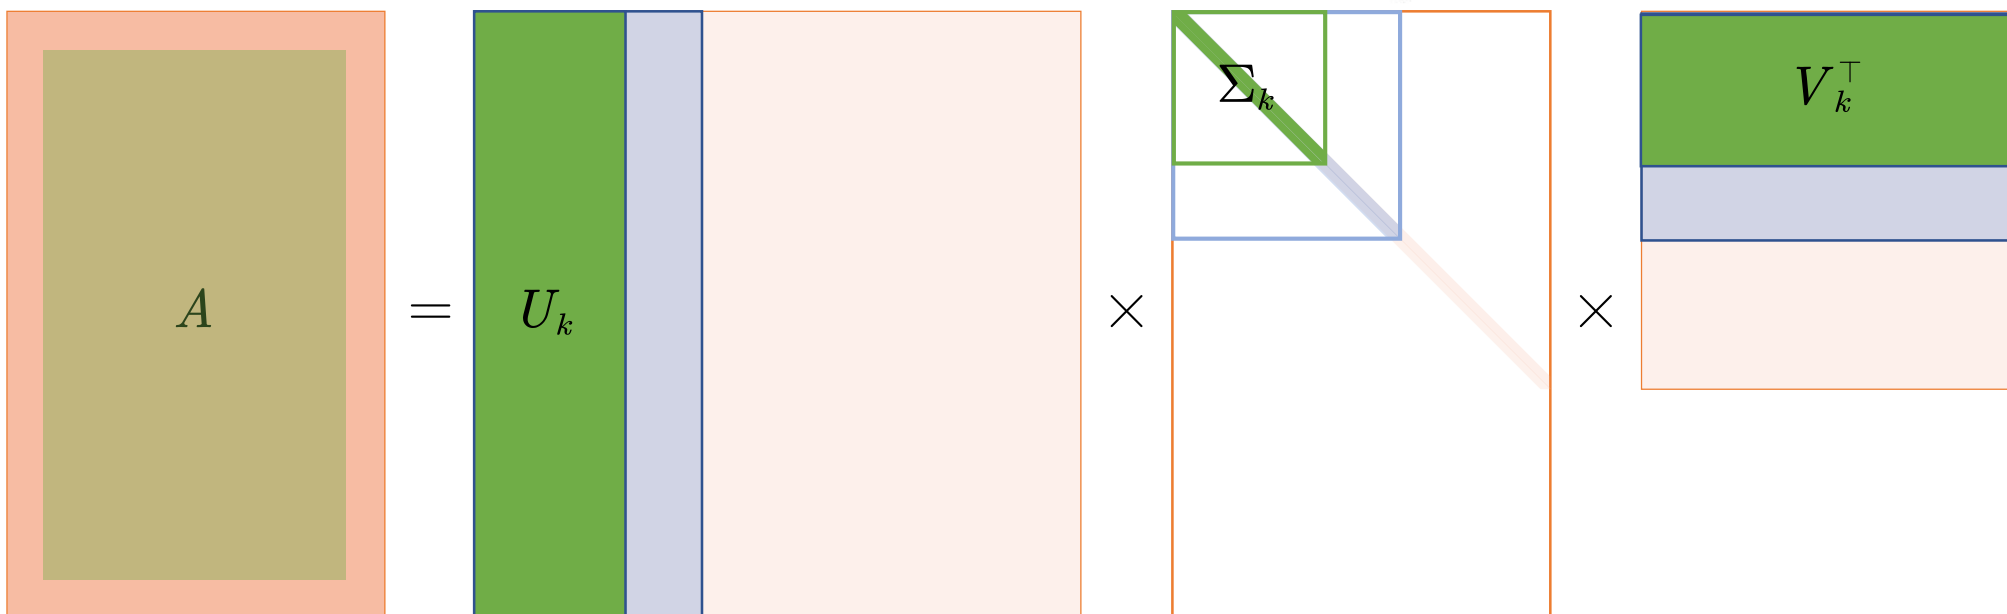 A = U_k × Σ_k × V_k^⊤